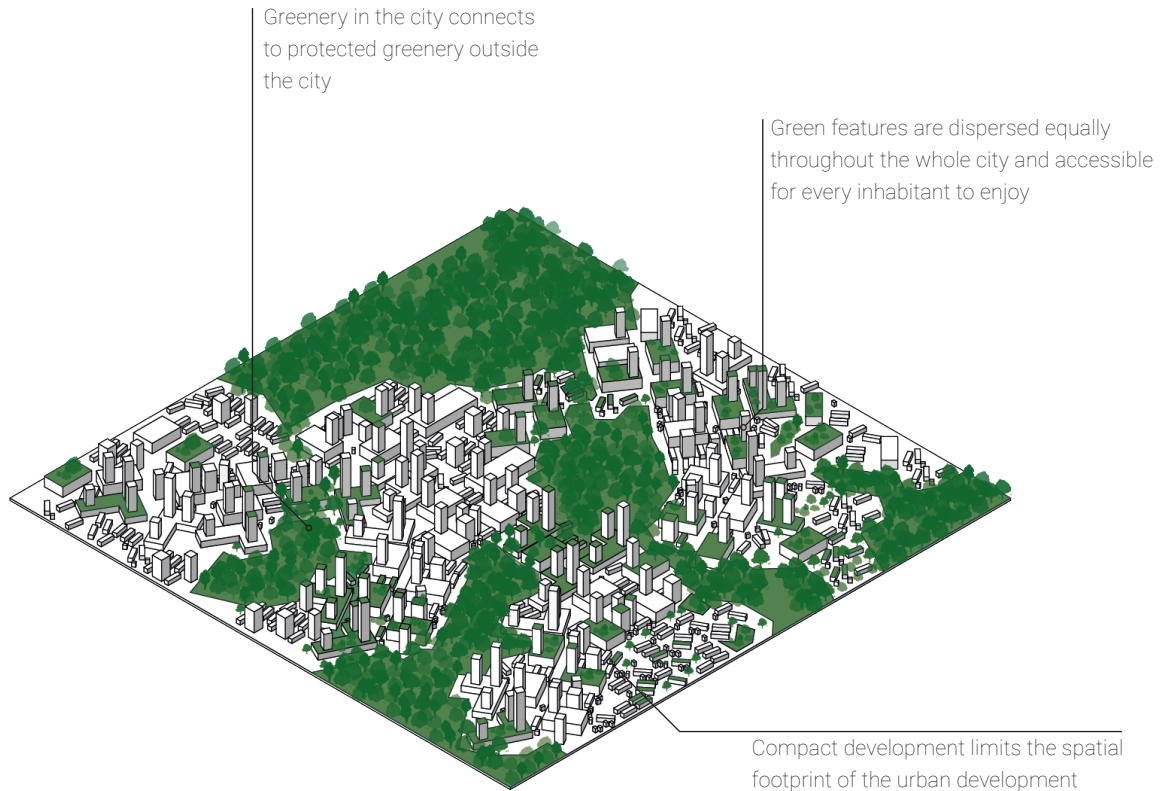 Greenery in the city connects
to protected greenery outside
the city
Green features are dispersed equally
throughout the whole city and accessible
for every inhabitant to enjoy
Compact development limits the spatial
footprint of the urban development